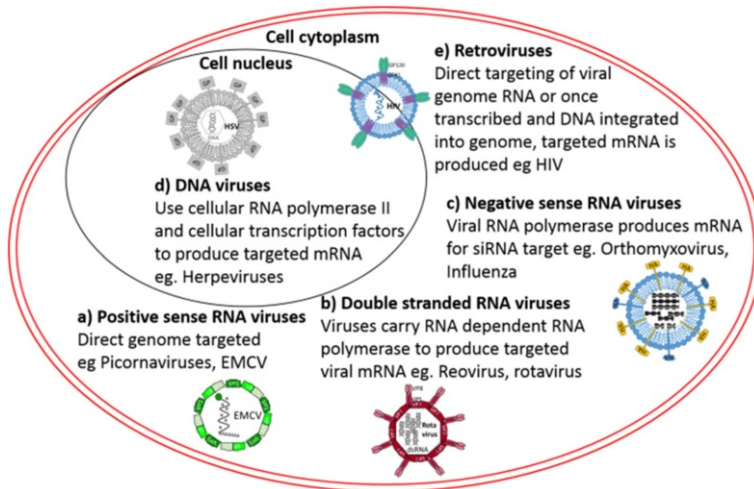 Cell cytoplasm
Cell nucleus
HSV
DNA
GP120
HIV
e) Retroviruses
Direct targeting of viral
genome RNA or once
transcribed and DNA integrated
into genome, targeted mRNA is
produced eg HIV
d) DNA viruses
Use cellular RNA polymerase II
and cellular transcription factors
to produce targeted mRNA
eg. Herpeviruses
c) Negative sense RNA viruses
Viral RNA polymerase produces mRNA
for siRNA target eg. Orthomyxovirus,
Influenza
a) Positive sense RNA viruses
Direct genome targeted
eg Picornaviruses, EMCV
EMCV
b) Double stranded RNA viruses
Viruses carry RNA dependent RNA
polymerase to produce targeted
viral mRNA eg. Reovirus, rotavirus
Rota
virus
dsRNA